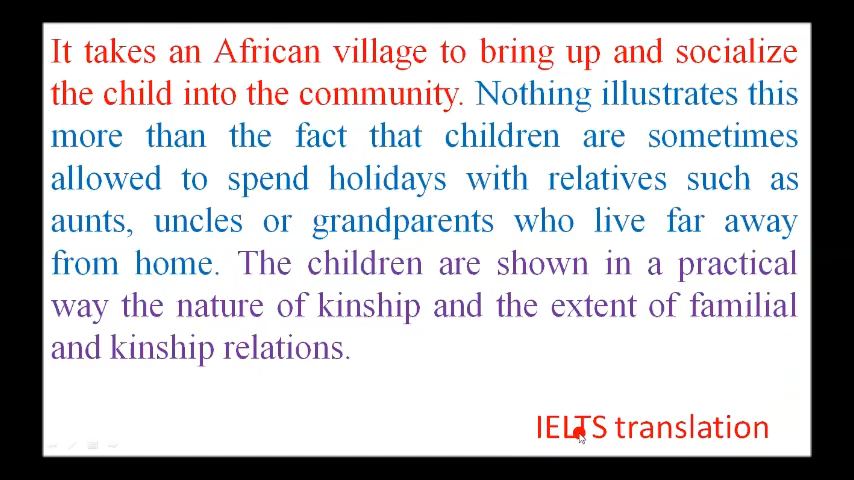 It takes an African village to bring up and socialize
the child into the community. Nothing illustrates this
more than the fact that children are sometimes
allowed to spend holidays with relatives such as
aunts, uncles or grandparents who live far away
from home. The children are shown in a practical
way the nature of kinship and the extent of familial
and kinship relations.
IELTS translation